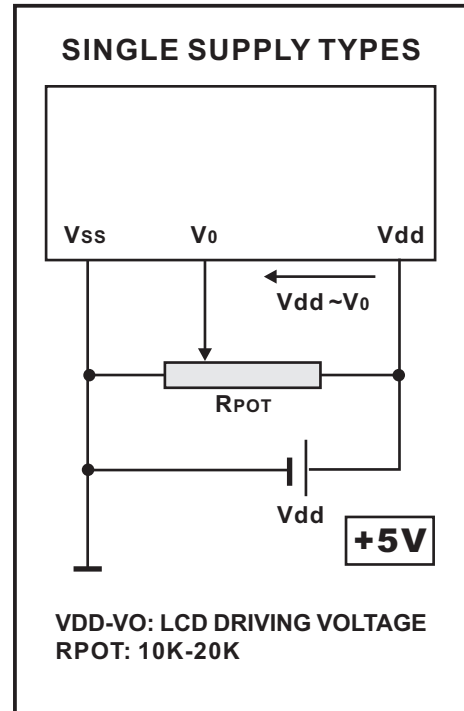 SINGLE SUPPLY TYPES
VSS V0 Vdd
Vdd ~V0
RPOT
Vdd
+5V
VDD-VO: LCD DRIVING VOLTAGE
RPOT: 10K-20K